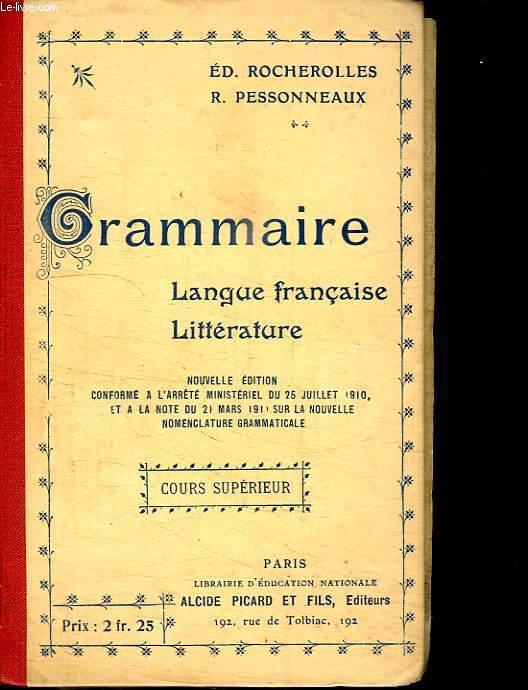 Le-livre.com
ÉD. ROCHEROLLES
R. PESSONNEAUX
Grammaire
Langue française
Littérature
NOUVELLE ÉDITION
CONFORME A L'ARRÊTÉ MINISTÉRIEL DU 25 JUILLET 1910,
ET A LA NOTE DU 21 MARS 1911 SUR LA NOUVELLE
NOMENCLATURE GRAMMATICALE
COURS SUPÉRIEUR
PARIS
LIBRAIRIE D'ÉDUCATION NATIONALE
ALCIDE PICARD ET FILS, Editeurs
192, rue de Tolbiac, 192
Prix : 2 fr. 25